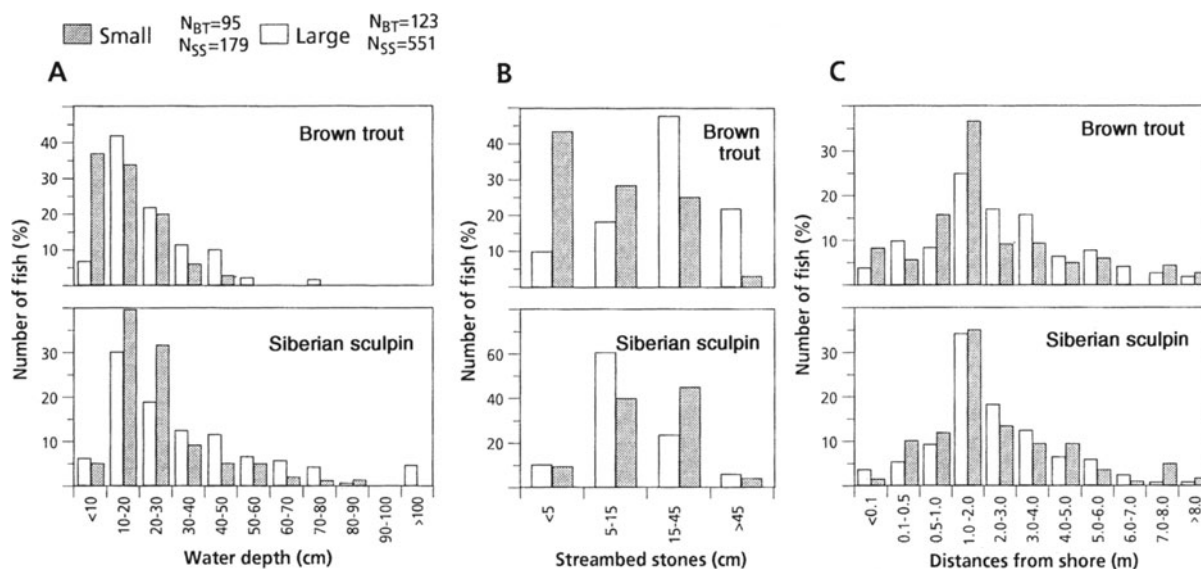 Small N_BT=95 N_SS=179 Large N_BT=123 N_SS=551
A
Number of fish (%)
Brown trout
40
30
20
10
Siberian sculpin
30
20
10
<10 10-20 20-30 30-40 40-50 50-60 60-70 70-80 80-90 90-100 >100
Water depth (cm)
B
Number of fish (%)
Brown
trout
40
30
20
10
Siberian sculpin
60
40
20
<5 5-15 15-45 >45
Streambed stones (cm)
C
Number of fish (%)
Brown trout
30
20
10
Siberian sculpin
30
20
10
<0.1 0.1-0.5 0.5-1.0 1.0-2.0 2.0-3.0 3.0-4.0 4.0-5.0 5.0-6.0 6.0-7.0 7.0-8.0 >8.0
Distances from shore (m)